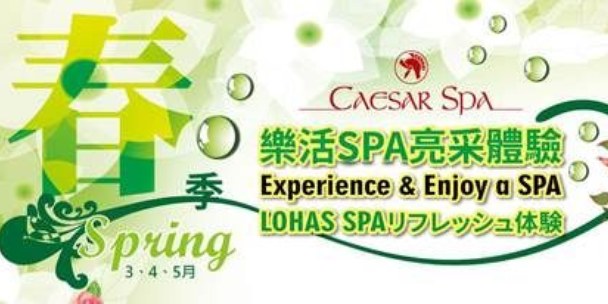 春
季
Spring
3、4、5月
CAESAR SPA
樂活SPA亮采體驗
Experience & Enjoy a SPA
LOHAS SPAリフレッシュ体験